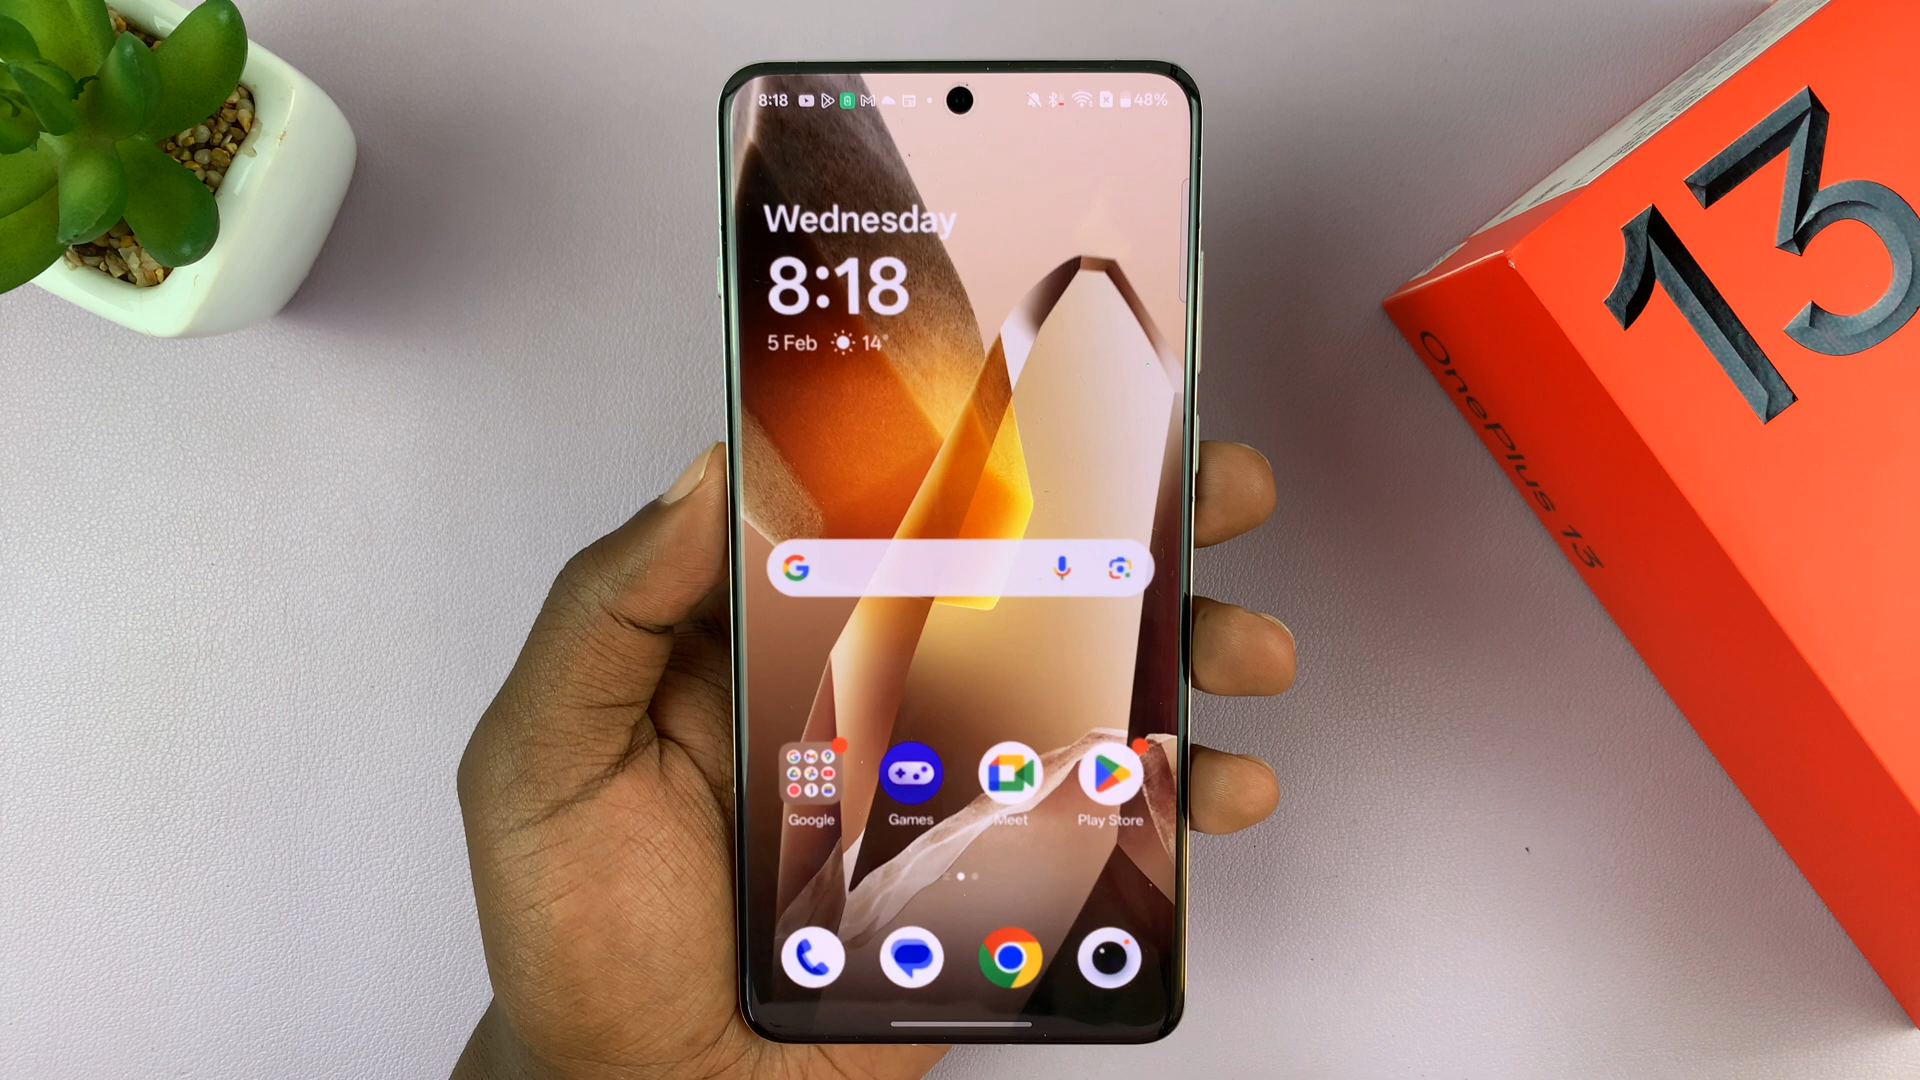 8:18
48%
Wednesday
8:18
5 Feb 14°
Google
Games
Meet
Play Store
13
OnePlus 13